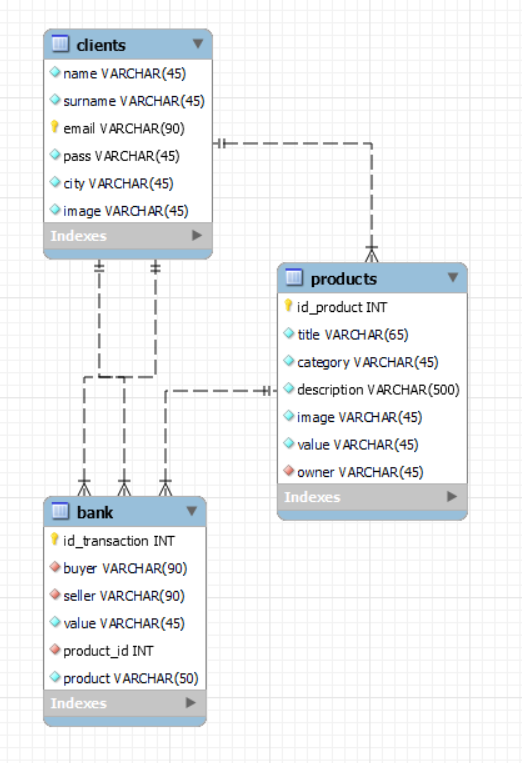 clients
name VARCHAR(45)
surname VARCHAR(45)
email VARCHAR(90)
pass VARCHAR(45)
city VARCHAR(45)
image VARCHAR(45)
Indexes
products
id_product INT
title VARCHAR(65)
category VARCHAR(45)
description VARCHAR(500)
image VARCHAR(45)
value VARCHAR(45)
owner VARCHAR(45)
Indexes
bank
id_transaction INT
buyer VARCHAR(90)
seller VARCHAR(90)
value VARCHAR(45)
product_id INT
product VARCHAR(50)
Indexes